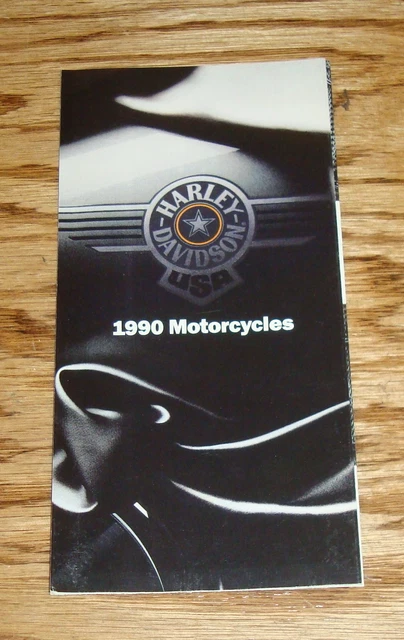 HARLEY-
DAVIDSON
USA
1990 Motorcycles